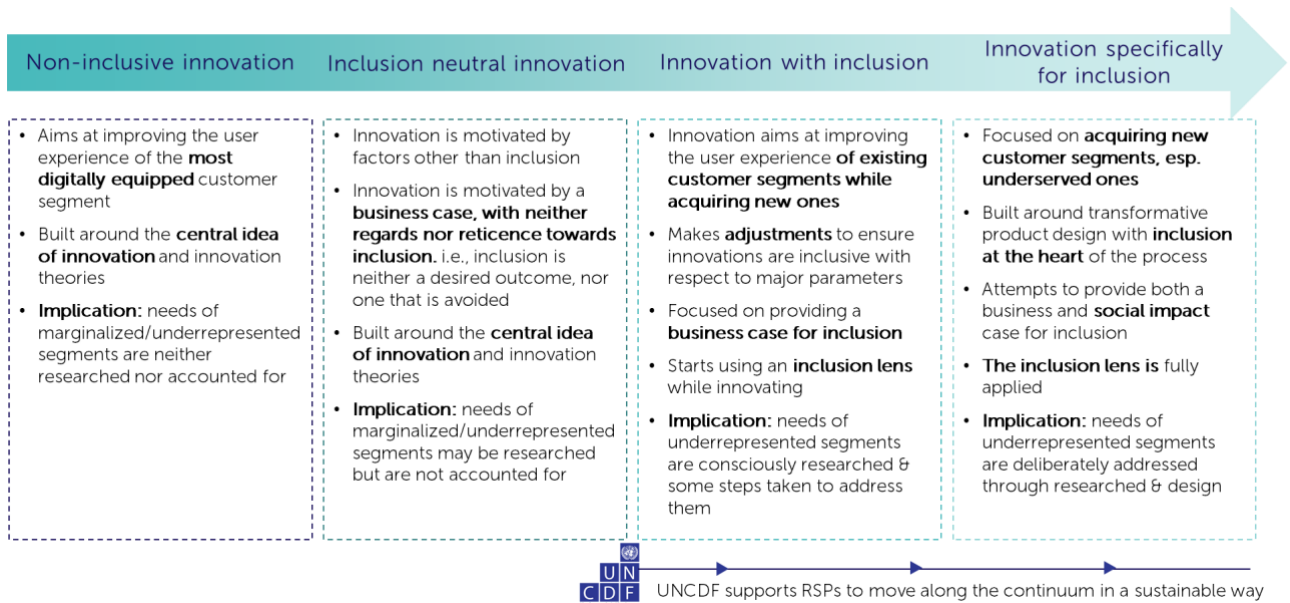 Non-inclusive innovation
Inclusion neutral innovation
Innovation with inclusion
Innovation specifically
for inclusion
• Aims at improving the user
experience of the most
digitally equipped customer
segment
• Built around the central idea
of innovation and innovation
theories
• Implication: needs of
marginalized/underrepresented
segments are neither
researched nor accounted for
• Innovation is motivated by
factors other than inclusion
• Innovation is motivated by a
business case, with neither
regards nor reticence towards
inclusion. i.e., inclusion is
neither a desired outcome, nor
one that is avoided
• Built around the central idea
of innovation and innovation
theories
• Implication: needs of
marginalized/underrepresented
segments may be researched
but are not accounted for
• Innovation aims at improving
the user experience of existing
customer segments while
acquiring new ones
• Makes adjustments to ensure
innovations are inclusive with
respect to major parameters
• Focused on providing a
business case for inclusion
• Starts using an inclusion lens
while innovating
• Implication: needs of
underrepresented segments
are consciously researched &
some steps taken to address
them
• Focused on acquiring new
customer segments, esp.
underserved ones
• Built around transformative
product design with inclusion
at the heart of the process
• Attempts to provide both a
business and social impact
case for inclusion
• The inclusion lens is fully
applied
• Implication: needs of
underrepresented segments
are deliberately addressed
through researched & design
U N
C D F
UNCDF supports RSPs to move along the continuum in a sustainable way